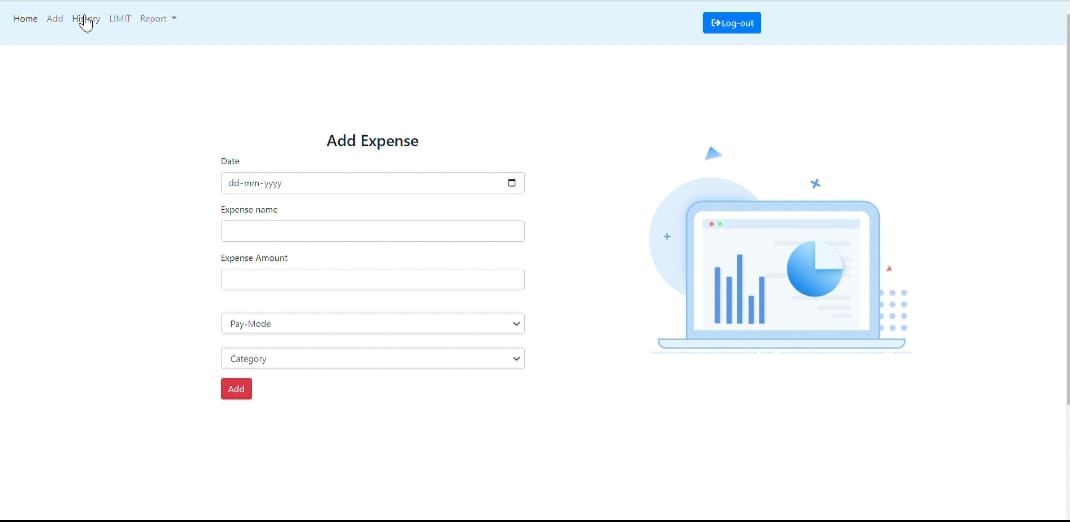 Home Add History LIMIT Report
Log-out
Add Expense
Date
dd-mm-yyyy
Expense name
Expense Amount
Pay-Mode
Category
Add